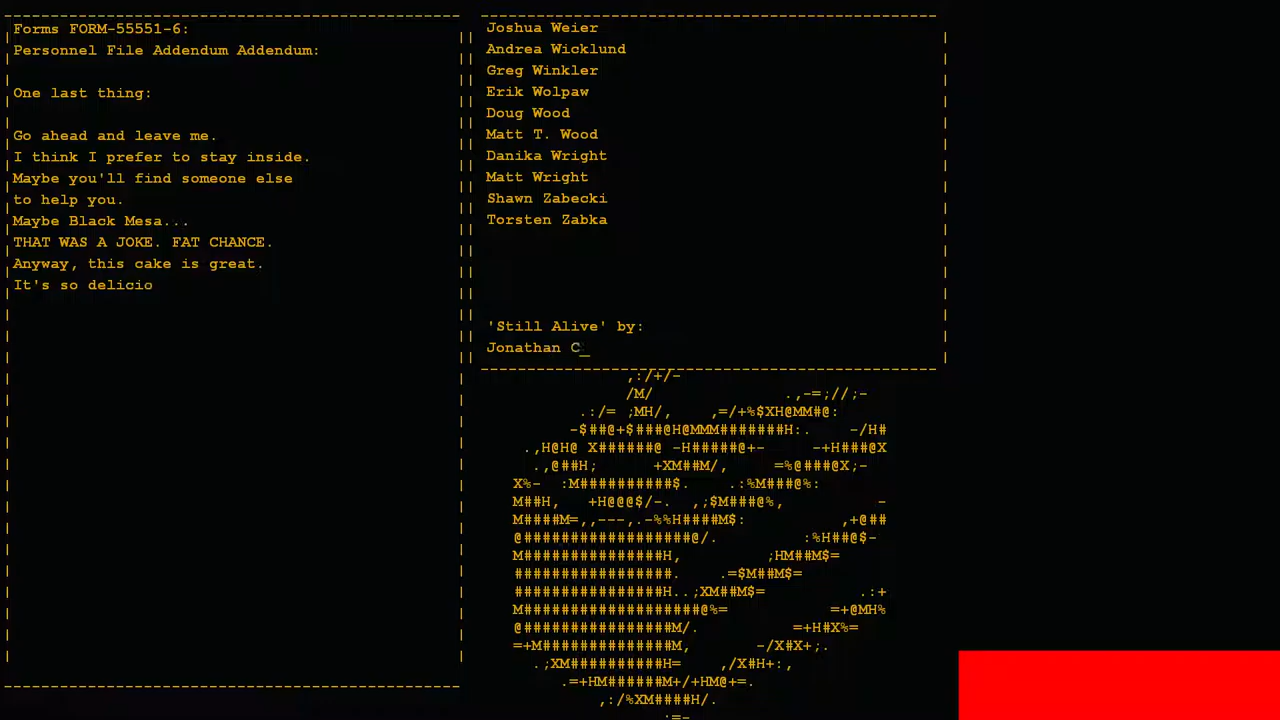 Forms FORM-55551-6:
Personnel File Addendum Addendum:
One last thing:
Go ahead and leave me.
I think I prefer to stay inside.
Maybe you'll find someone else
to help you.
Maybe Black Mesa...
THAT WAS A JOKE. FAT CHANCE.
Anyway, this cake is great.
It's so delicio
Joshua Weier
Andrea Wicklund
Greg Winkler
Erik Wolpaw
Doug Wood
Matt T. Wood
Danika Wright
Matt Wright
Shawn Zabecki
Torsten Zabka
'Still Alive' by:
Jonathan C_